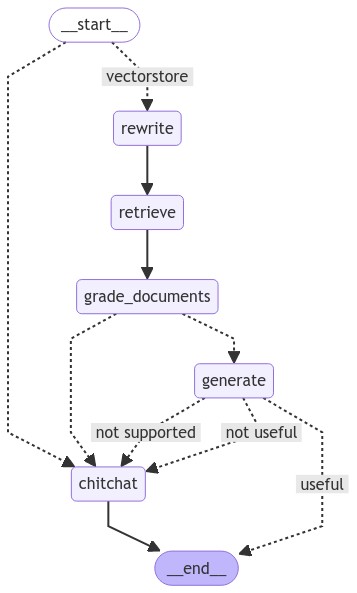 __start__
vectorstore
rewrite
retrieve
grade_documents
generate
not supported
not useful
chitchat
useful
__end__